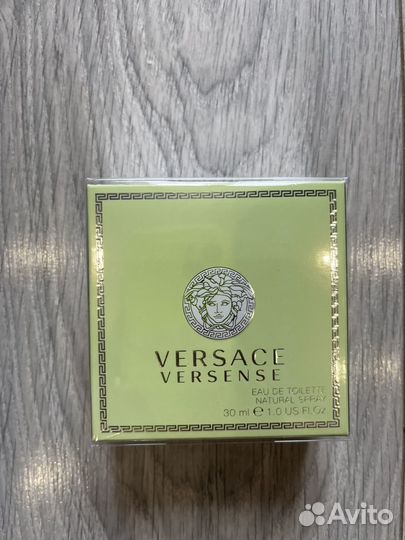 VERSACE
VERSENSE
EAU DE TOILETTE
NATURAL SPRAY
30 ml ℮ 1.0 US Fl.Oz
Avito